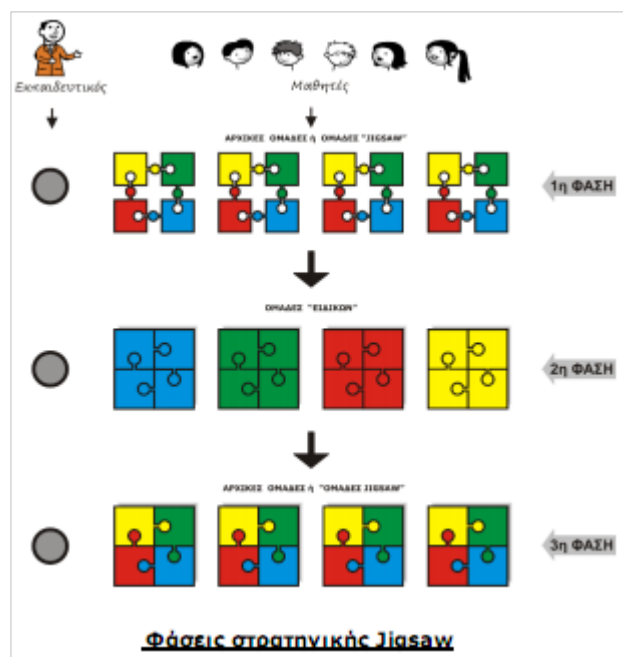 Εκπαιδευτικός
Μαθητές
ΑΡΧΙΚΕΣ ΟΜΑΔΕΣ ή ΟΜΑΔΕΣ "JIGSAW"
1η ΦΑΣΗ
ΟΜΑΔΕΣ "ΕΙΔΙΚΩΝ"
2η ΦΑΣΗ
ΑΡΧΙΚΕΣ ΟΜΑΔΕΣ ή "ΟΜΑΔΕΣ JIGSAW"
3η ΦΑΣΗ
Φάσεις στρατηγικής Jigsaw